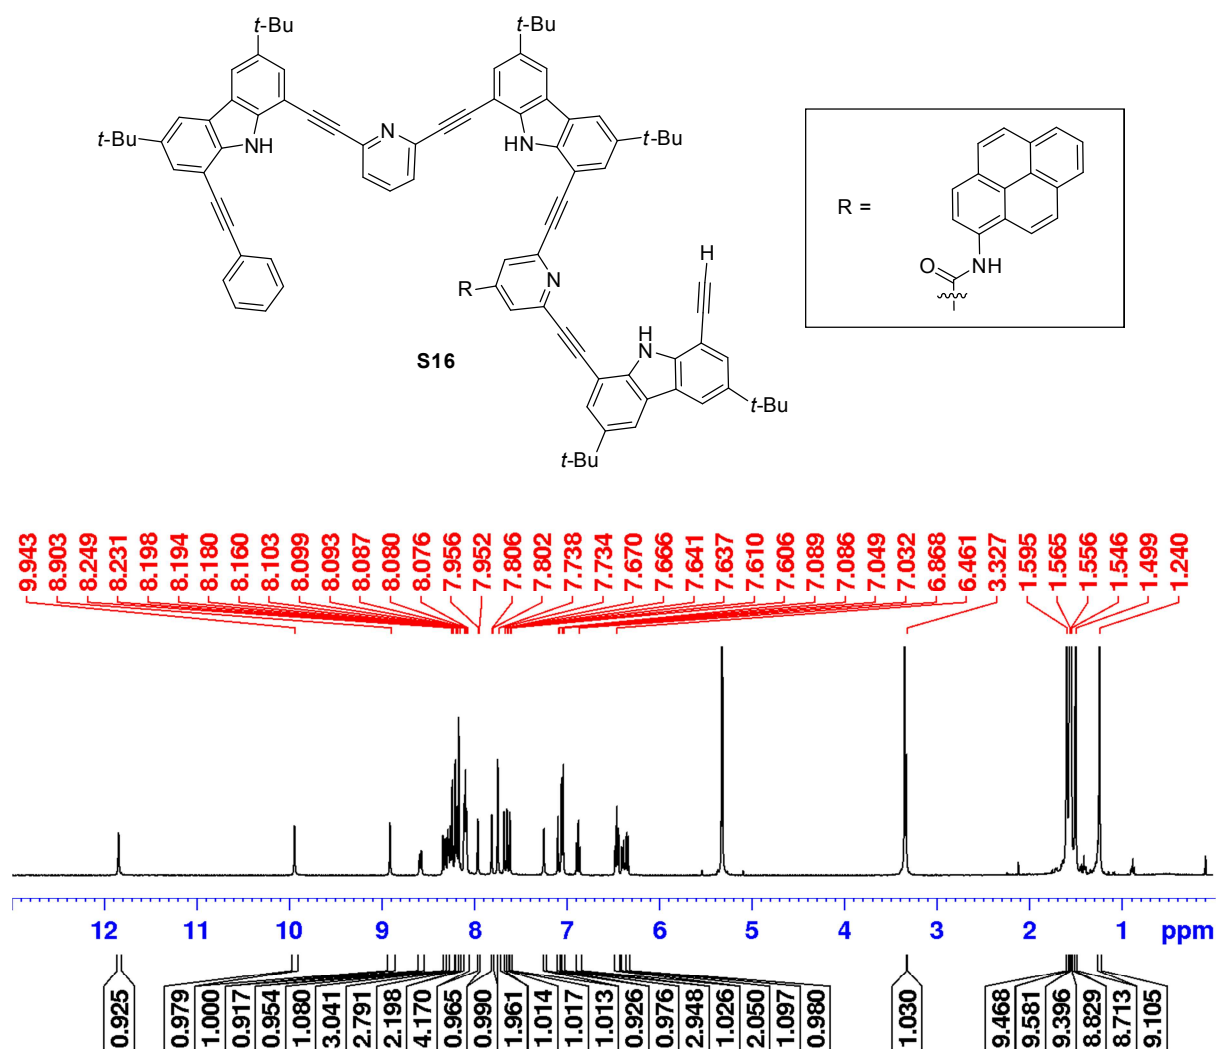 t-Bu
t-Bu
t-Bu
N
t-Bu
NH
HN
t-Bu
R =
H
O
NH
R
N
H
N
S16
t-Bu
t-Bu
9.943 8.903 8.249 8.231 8.198 8.194 8.180 8.160 8.103 8.099 8.093 8.087 8.080 8.076 7.956 7.952 7.806 7.802 7.738 7.734 7.670 7.666 7.641 7.637 7.610 7.606 7.089 7.086 7.049 7.032 6.868 6.461 3.327 1.595 1.565 1.556 1.546 1.499 1.240
12 11 10 9 8 7 6 5 4 3 2 1 ppm
0.925 0.979 1.000 0.917 0.954 1.080 3.041 2.791 2.198 4.170 0.965 0.990 1.961 1.014 1.017 1.013 0.926 0.976 2.948 1.026 2.050 1.097 0.980 1.030 9.468 9.581 9.396 8.829 8.713 9.105